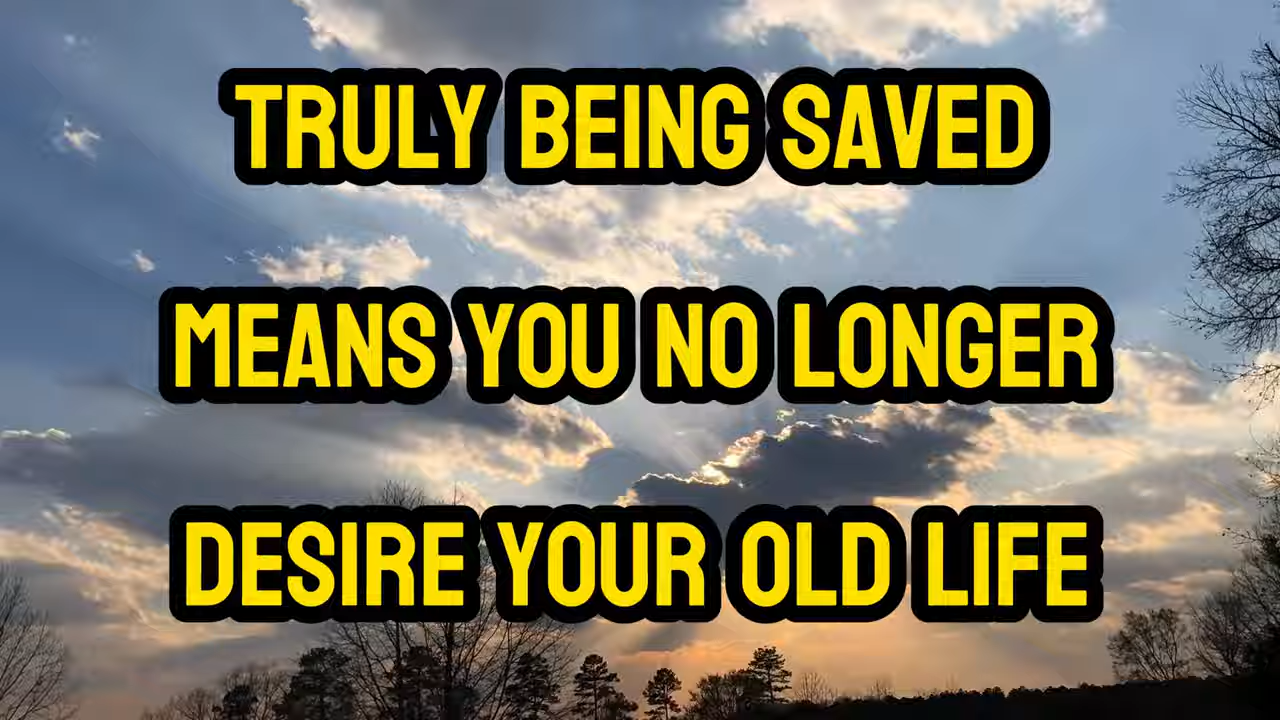 TRULY BEING SAVED
MEANS YOU NO LONGER
DESIRE YOUR OLD LIFE